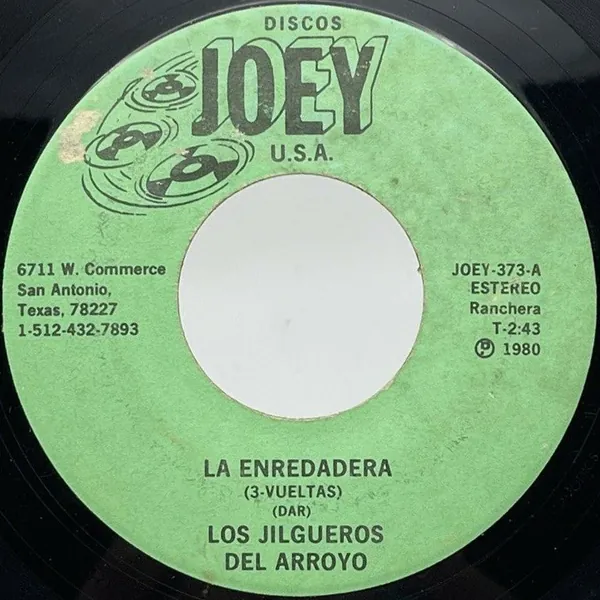 DISCOS
JOEY
U.S.A.
6711 W. Commerce
San Antonio,
Texas, 78227
1-512-432-7893
JOEY-373-A
ESTEREO
Ranchera
T-2:43
℗ 1980
LA ENREDADERA
(3-VUELTAS)
(DAR)
LOS JILGUEROS
DEL ARROYO